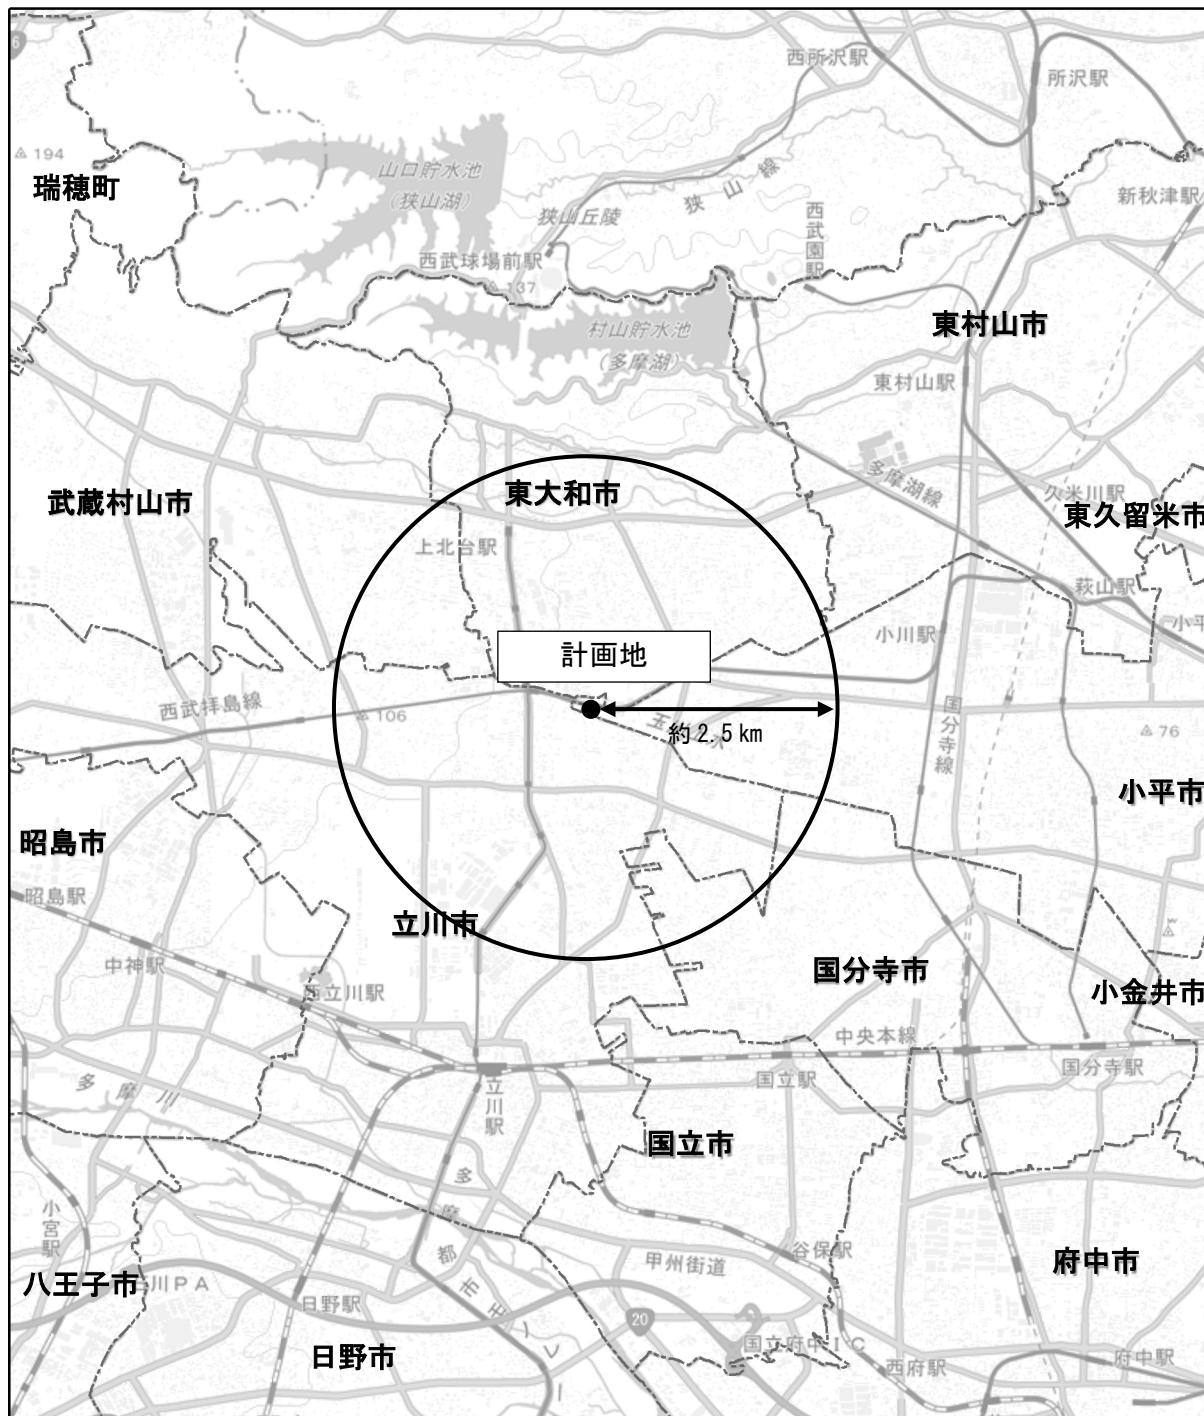 西所沢駅
所沢駅
194
瑞穂町
山口貯水池
(狭山湖)
狭山線
新秋津駅
狭山丘陵
西武園駅
西武球場前駅
137
村山貯水池
(多摩湖)
東村山市
東村山駅
武蔵村山市
東大和市
多摩湖線
久米川駅
東久留米市
上北台駅
萩山駅
小川駅
小平
計画地
西武拝島線
106
約2.5km
国分寺線
76
小平市
昭島市
昭島駅
立川市
中神駅
西立川駅
国分寺市
小金井市
中央本線
国立駅
国分寺駅
多摩川
立川駅
国立市
小宮駅
多摩都市モノレー
甲州街道
谷保駅
府中市
八王子市
川PA
日野駅
20
国立府中IC
日野市
西府駅
府中駅